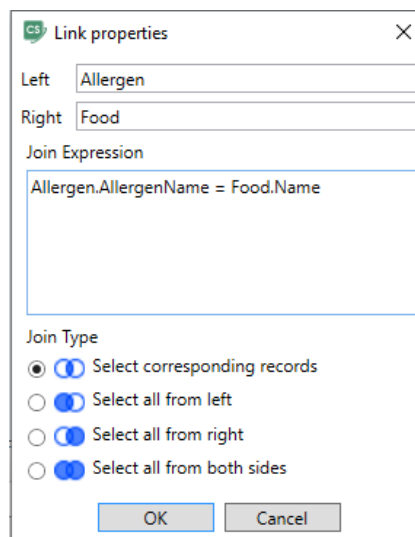 CS Link properties
Left Allergen
Right Food
Join Expression
Allergen.AllergenName = Food.Name
Join Type
Select corresponding records
Select all from left
Select all from right
Select all from both sides
OK Cancel